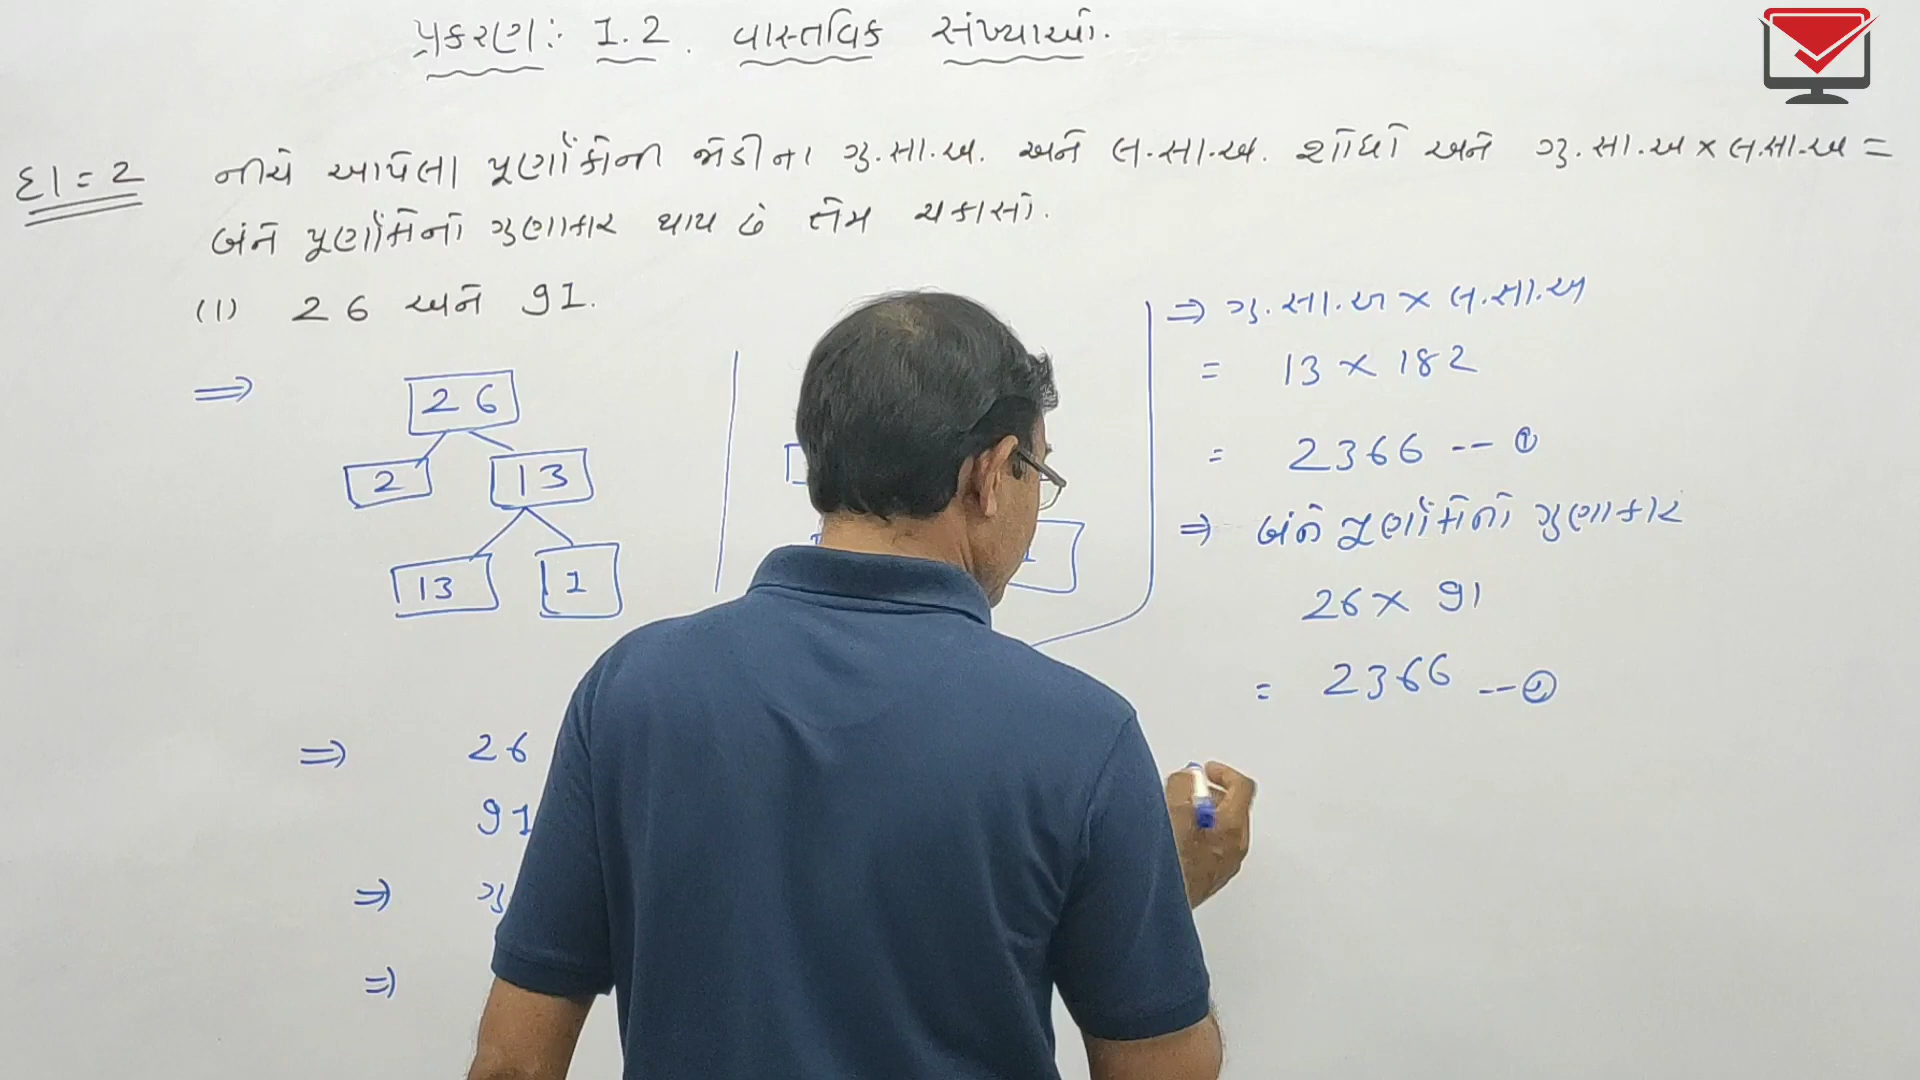 પ્રકરણ: 1.2. વાસ્તવિક સંખ્યાઓ.
દા=2 નીચે આપેલા પૂર્ણાંકોની જોડીના ગુ.સા.અ. અને લ.સા.અ. શોધો અને ગુ.સા.અ × લ.સા.અ =
બંને પૂર્ણાંકોનો ગુણાકાર થાય છે તેમ ચકાસો.
(1) 26 અને 91.
⇒ 26
2 13
13 1
⇒ 26
91
⇒ ગુ
⇒
⇒ ગુ.સા.અ × લ.સા.અ
= 13 × 182
= 2366 -- ①
⇒ બંને પૂર્ણાંકોનો ગુણાકાર
26 × 91
= 2366 -- ②